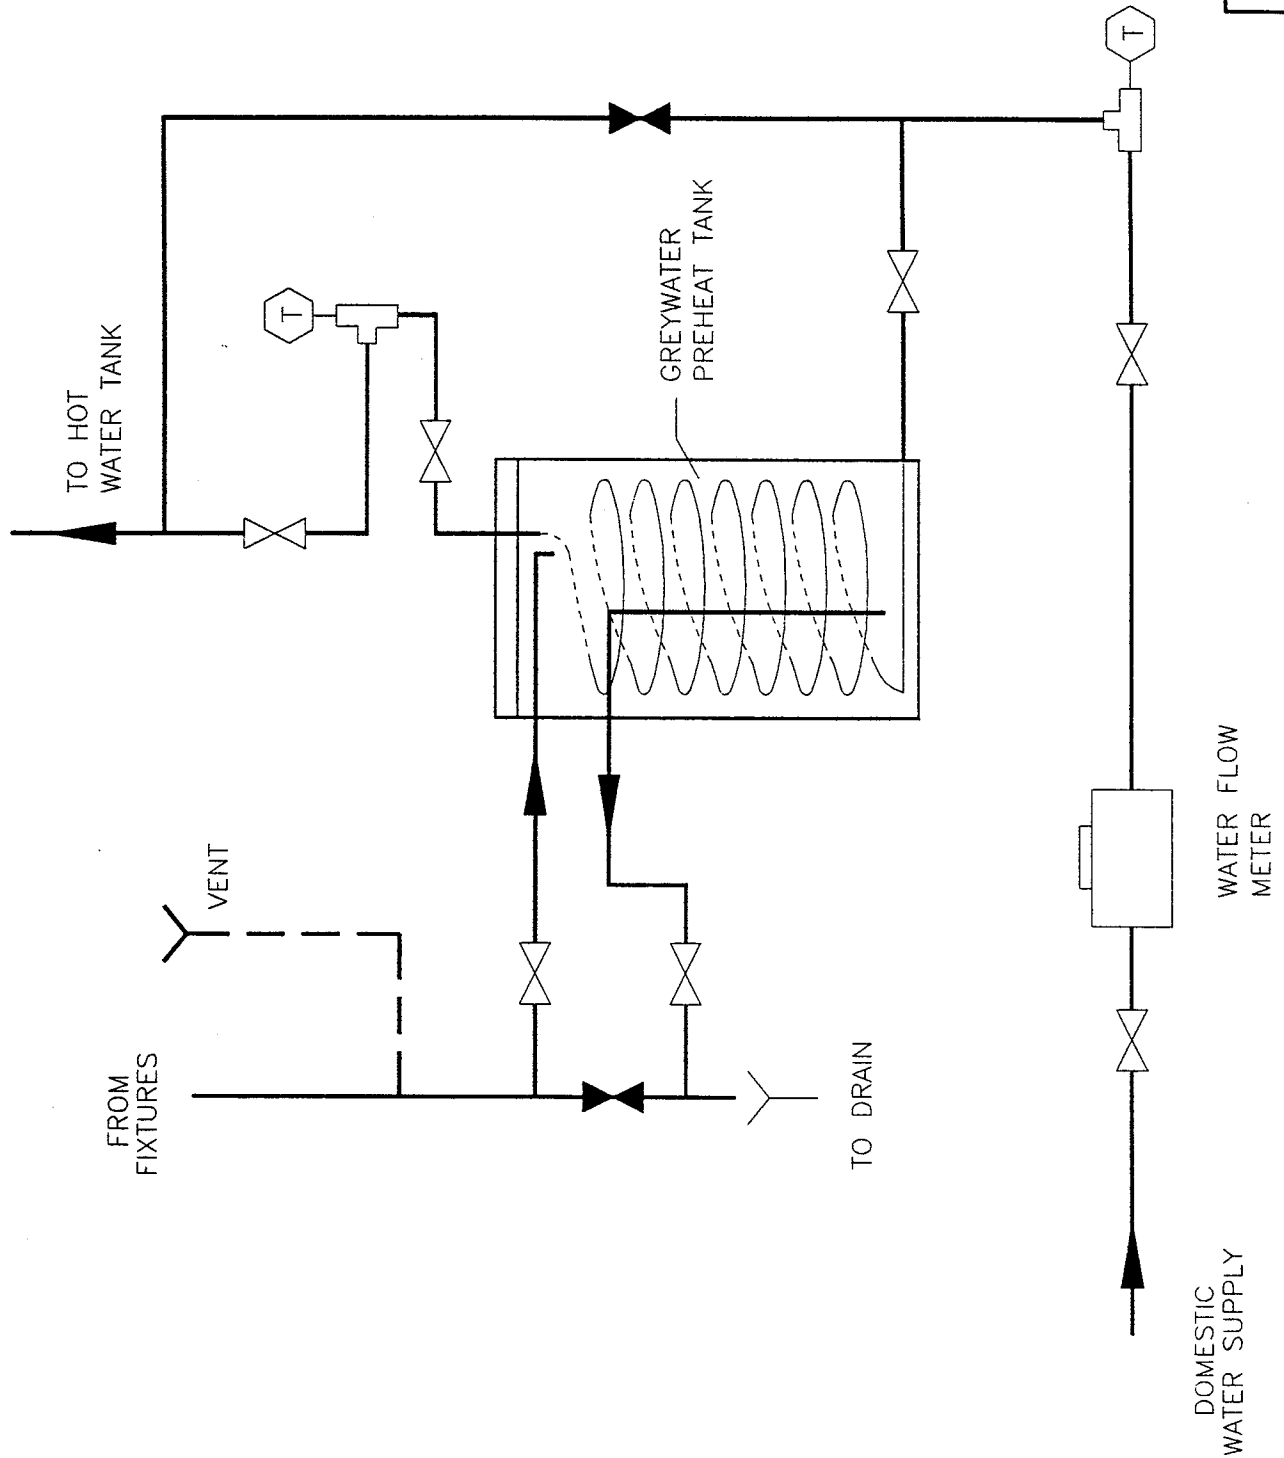 TO HOT
WATER TANK
T
T
GREYWATER
PREHEAT TANK
VENT
FROM
FIXTURES
TO DRAIN
WATER FLOW
METER
DOMESTIC
WATER SUPPLY